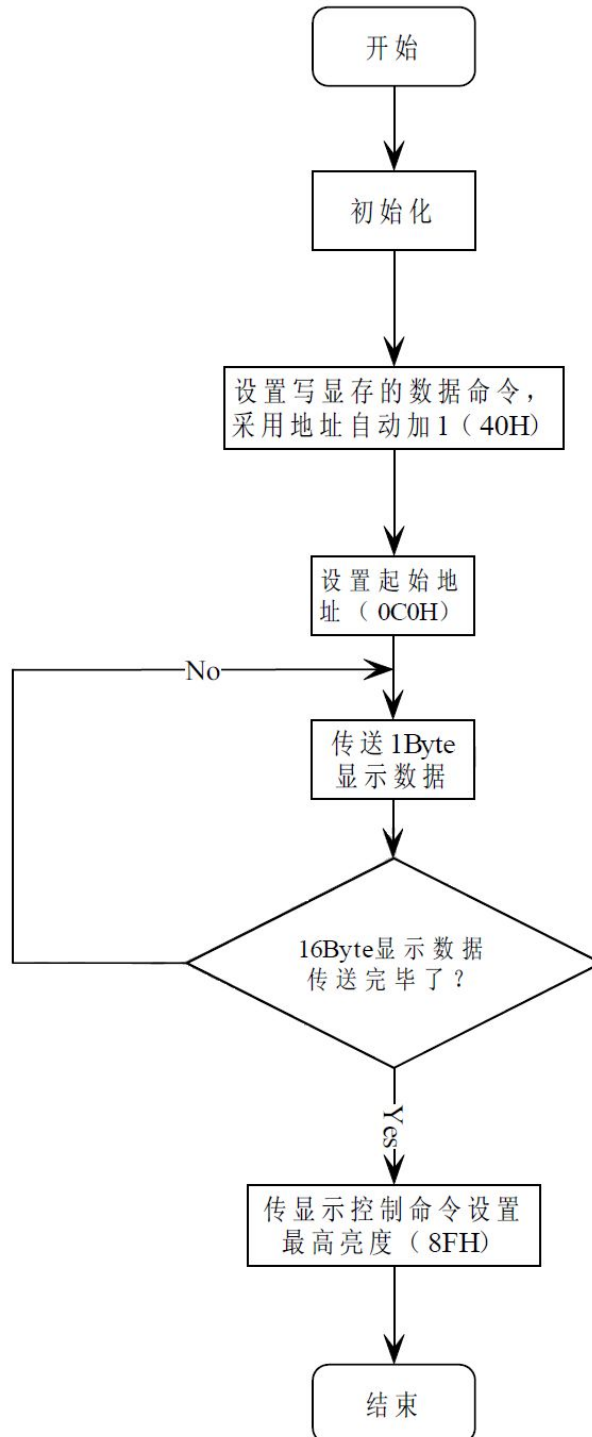 开始
初始化
设置写显存的数据命令，
采用地址自动加1（40H）
设置起始地
址（0C0H）
No
传送1Byte
显示数据
16Byte显示数据
传送完毕了？
Yes
传显示控制命令设置
最高亮度（8FH）
结束